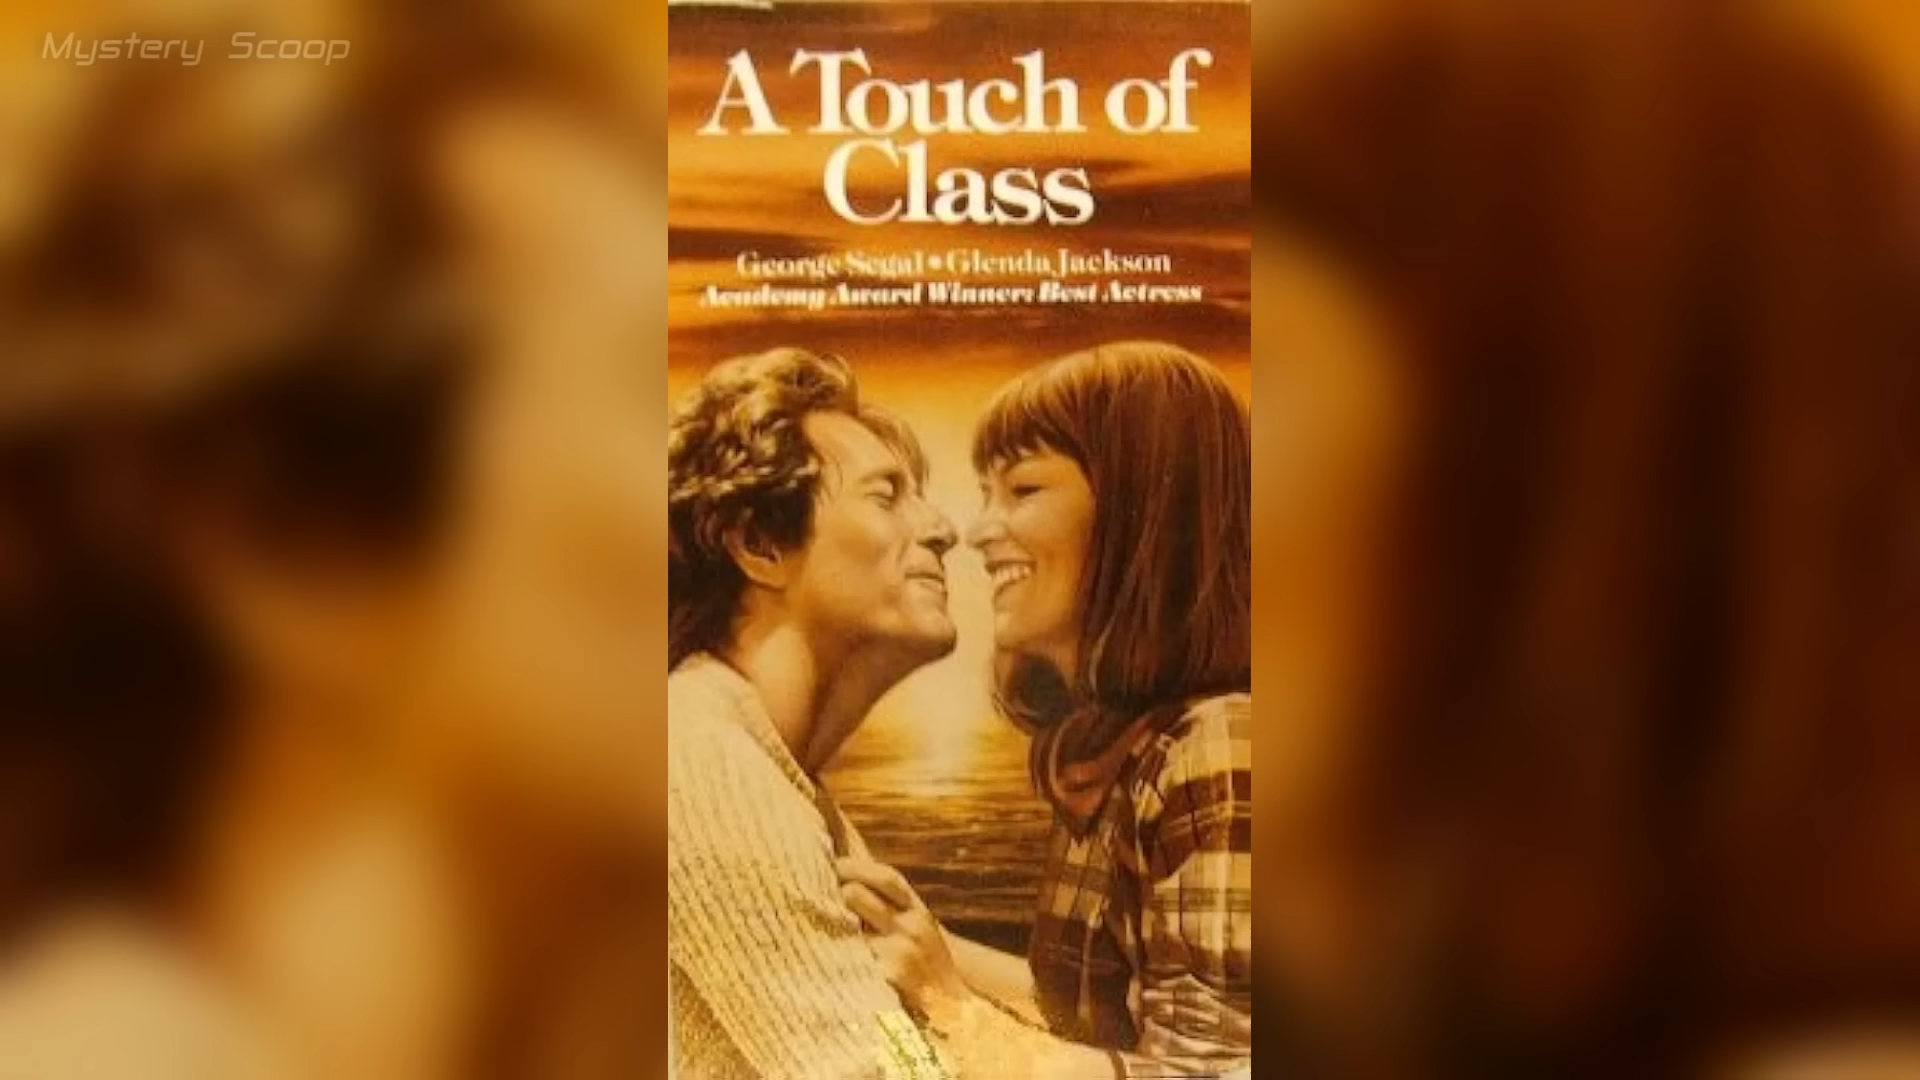 Mystery Scoop
A Touch of
Class
George Segal • Glenda Jackson
Academy Award Winner: Best Actress